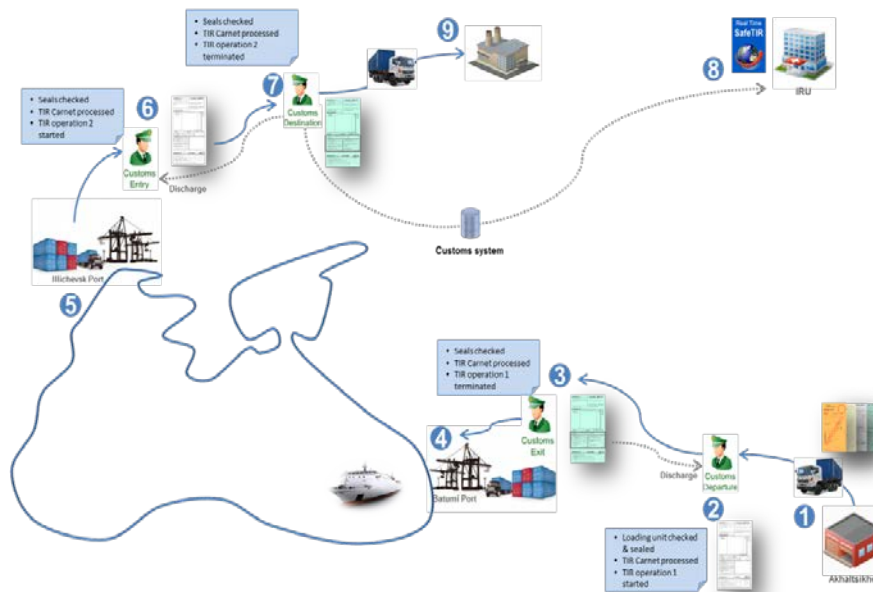 9
• Seals checked
• TIR Carnet processed
• TIR operation 2
terminated
Real Time
SafeTIR
8
IRU
7
Customs
Destination
6
• Seals checked
• TIR Carnet processed
• TIR operation 2
started
Customs
Entry
Discharge
Customs system
Illichevsk Port
5
• Seals checked
• TIR Carnet processed
• TIR operation 1
terminated
3
4
Customs
Exit
Batumi Port
Discharge
Customs
Departure
2
1
• Loading unit checked
& sealed
• TIR Carnet processed
• TIR operation 1
started
Akhaltsikhe